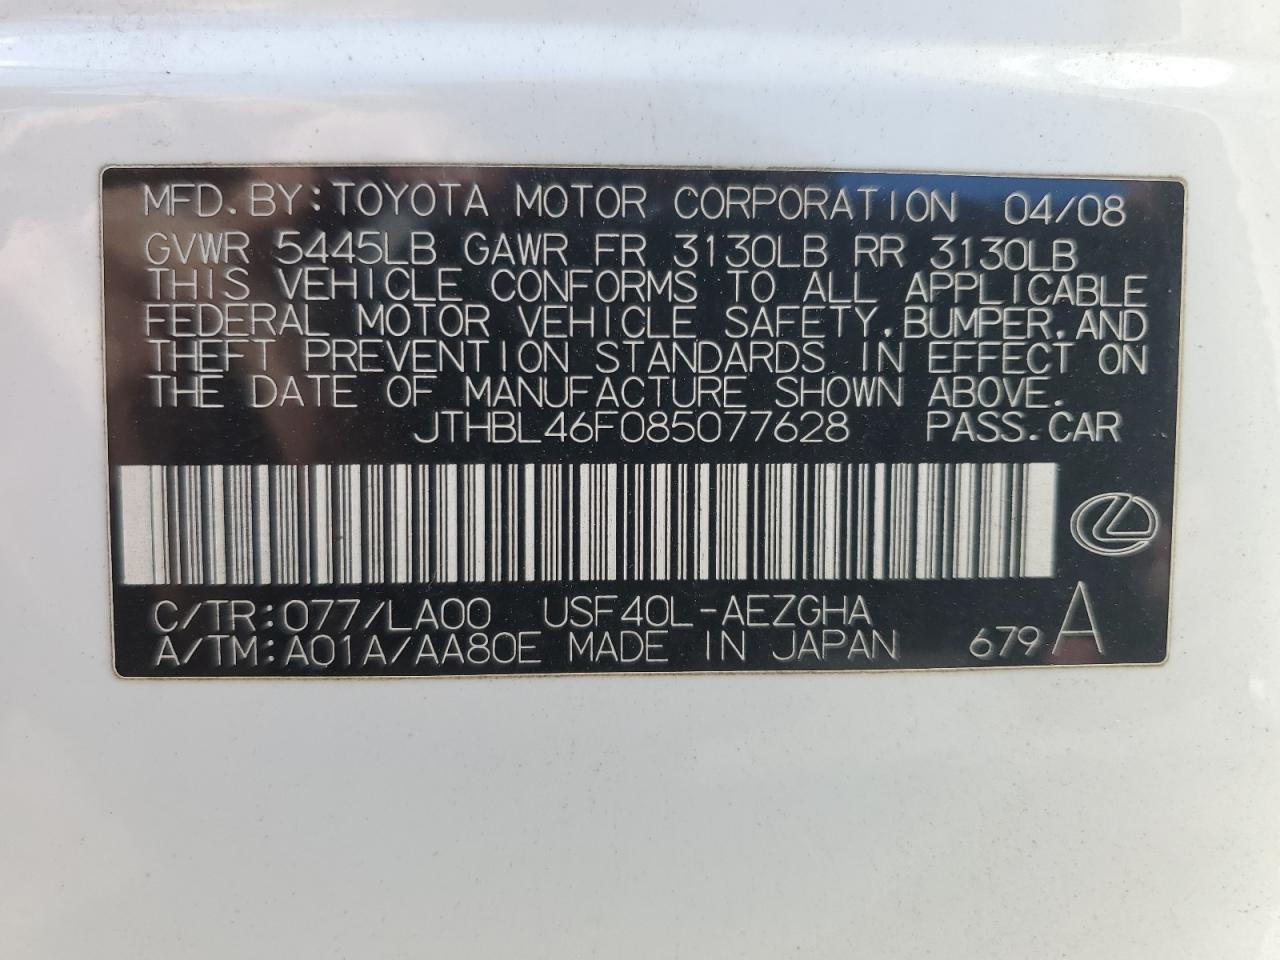 MFD. BY: TOYOTA MOTOR CORPORATION 04/08
GVWR 5445LB GAWR FR 3130LB RR 3130LB
THIS VEHICLE CONFORMS TO ALL APPLICABLE
FEDERAL MOTOR VEHICLE SAFETY, BUMPER, AND
THEFT PREVENTION STANDARDS IN EFFECT ON
THE DATE OF MANUFACTURE SHOWN ABOVE.
JTHBL46F085077628 PASS. CAR
C/TR: 077/LA00 USF40L-AEZGHA
A/TM: A01A/AA80E MADE IN JAPAN 679 A